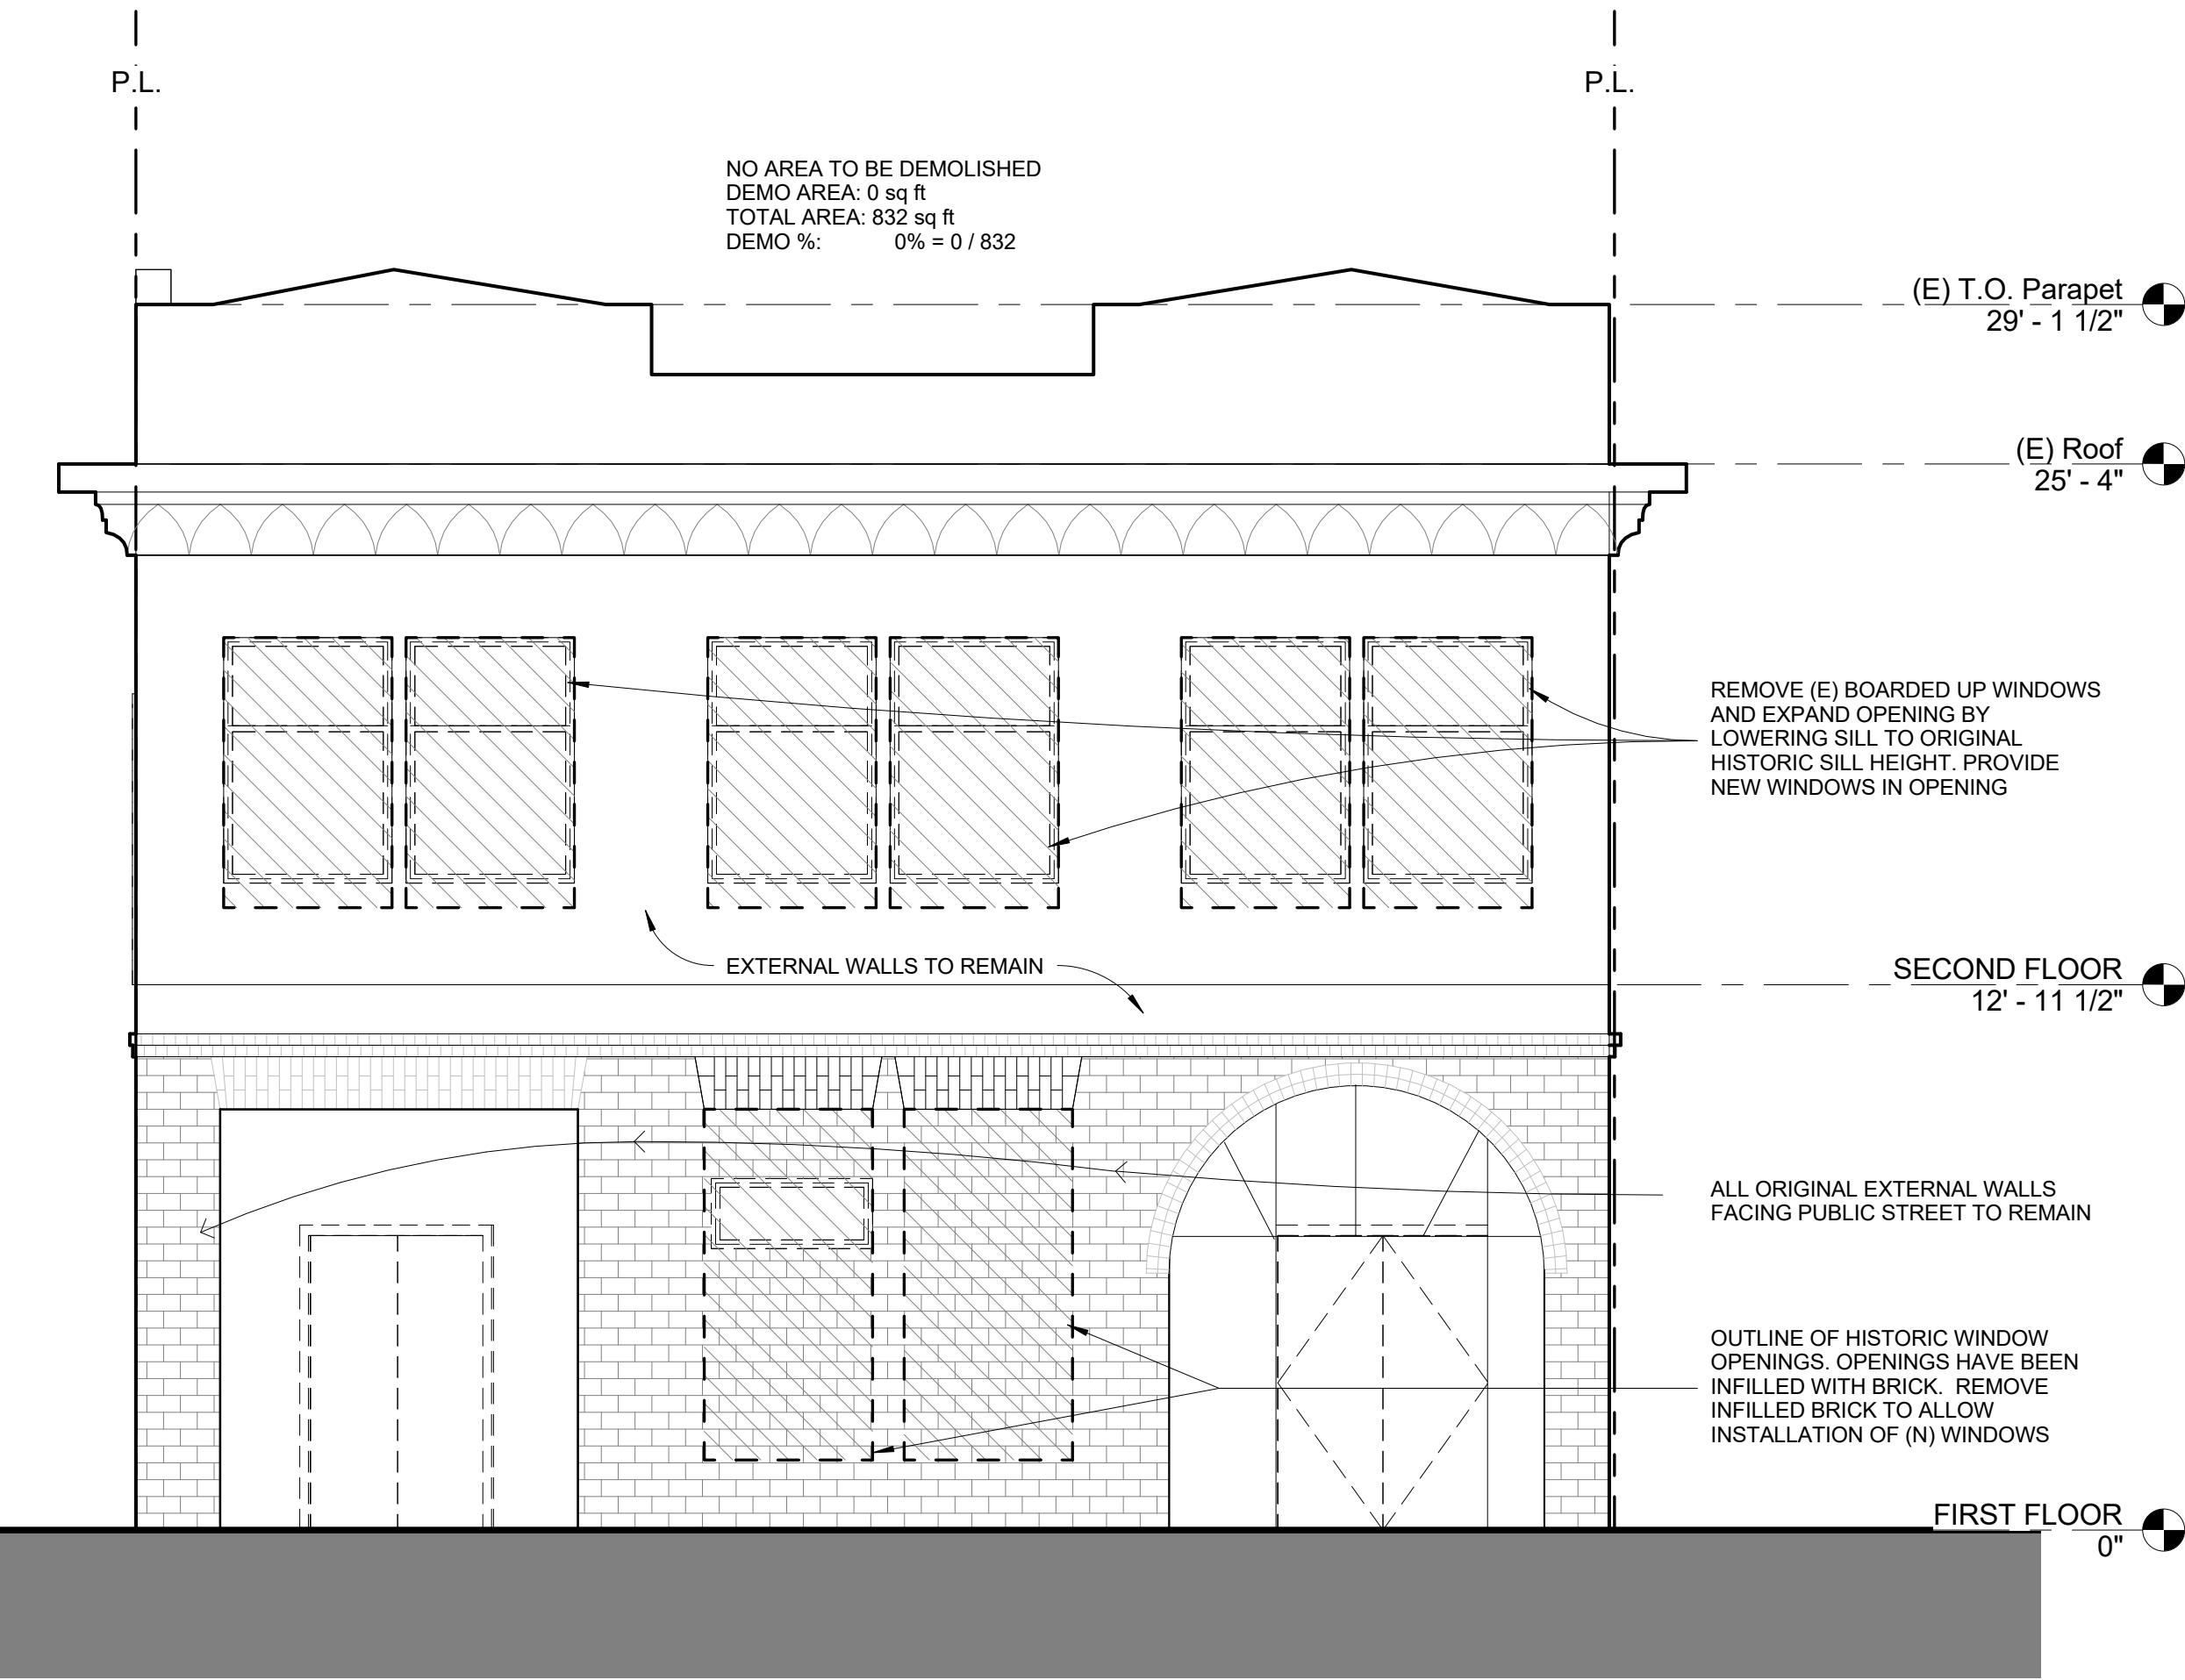 P.L.
P.L.
NO AREA TO BE DEMOLISHED
DEMO AREA: 0 sq ft
TOTAL AREA: 832 sq ft
DEMO %: 0% = 0 / 832
(E) T.O. Parapet
29' - 1 1/2"
(E) Roof
25' - 4"
REMOVE (E) BOARDED UP WINDOWS
AND EXPAND OPENING BY
LOWERING SILL TO ORIGINAL
HISTORIC SILL HEIGHT. PROVIDE
NEW WINDOWS IN OPENING
EXTERNAL WALLS TO REMAIN
SECOND FLOOR
12' - 11 1/2"
ALL ORIGINAL EXTERNAL WALLS
FACING PUBLIC STREET TO REMAIN
OUTLINE OF HISTORIC WINDOW
OPENINGS. OPENINGS HAVE BEEN
INFILLED WITH BRICK. REMOVE
INFILLED BRICK TO ALLOW
INSTALLATION OF (N) WINDOWS
FIRST FLOOR
0"